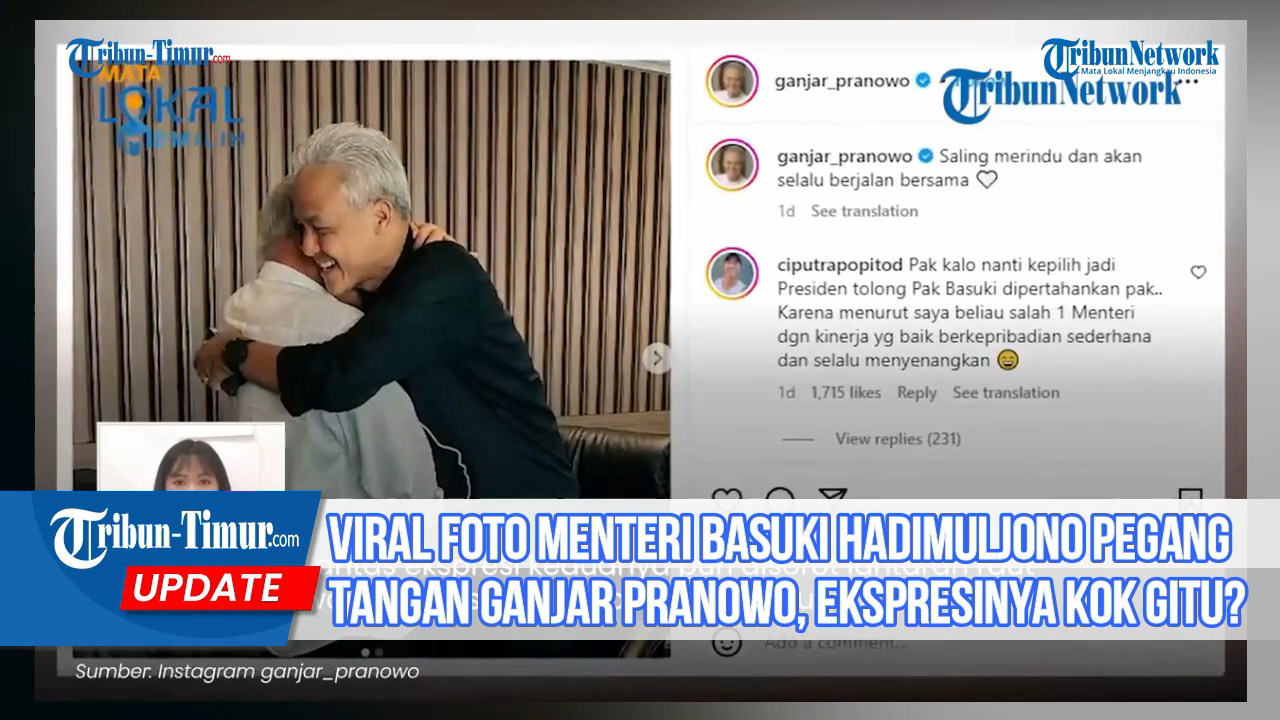 Tribun-Timur.com
MATA
LOKAL
MEMILIH
TribunNetwork
Mata Lokal Menjangkau Indonesia
TribunNetwork
ganjar_pranowo
ganjar_pranowo Saling merindu dan akan
selalu berjalan bersama
1d See translation
ciputrapopitod Pak kalo nanti kepilih jadi
Presiden tolong Pak Basuki dipertahankan pak..
Karena menurut saya beliau salah 1 Menteri
dgn kinerja yg baik berkepribadian sederhana
dan selalu menyenangkan
1d 1,715 likes Reply See translation
View replies (231)
Tribun-Timur.com
UPDATE
VIRAL FOTO MENTERI BASUKI HADIMULJONO PEGANG
TANGAN GANJAR PRANOWO, EKSPRESINYA KOK GITU?
Add a comment...
Sumber: Instagram ganjar_pranowo